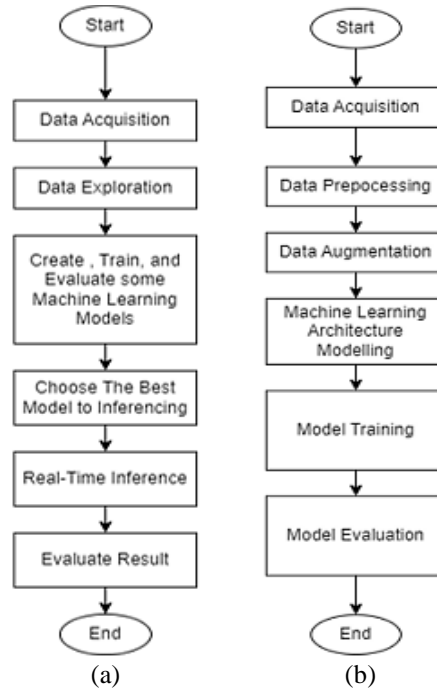 Start
Data Acquisition
Data Exploration
Create , Train, and
Evaluate some
Machine Learning
Models
Choose The Best
Model to Inferencing
Real-Time Inference
Evaluate Result
End
(a)
Start
Data Acquisition
Data Prepocessing
Data Augmentation
Machine Learning
Architecture
Modelling
Model Training
Model Evaluation
End
(b)